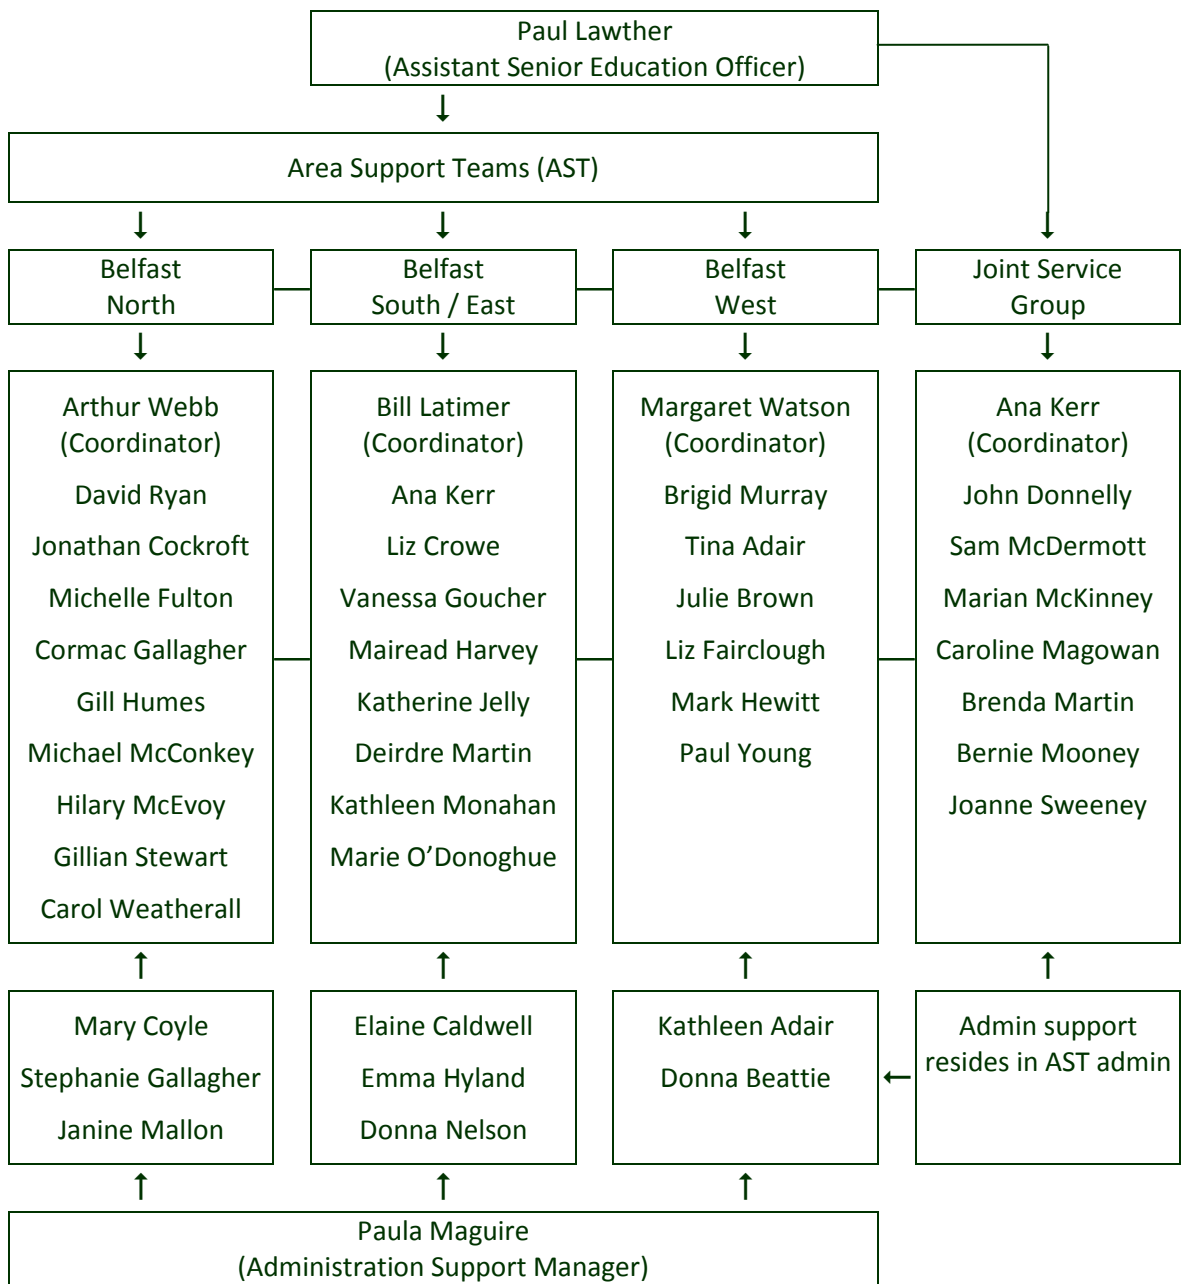 Paul Lawther
(Assistant Senior Education Officer)
Area Support Teams (AST)
Belfast
North
Belfast
South / East
Belfast
West
Joint Service
Group
Arthur Webb
(Coordinator)
David Ryan
Jonathan Cockroft
Michelle Fulton
Cormac Gallagher
Gill Humes
Michael McConkey
Hilary McEvoy
Gillian Stewart
Carol Weatherall
Bill Latimer
(Coordinator)
Ana Kerr
Liz Crowe
Vanessa Goucher
Mairead Harvey
Katherine Jelly
Deirdre Martin
Kathleen Monahan
Marie O’Donoghue
Margaret Watson
(Coordinator)
Brigid Murray
Tina Adair
Julie Brown
Liz Fairclough
Mark Hewitt
Paul Young
Ana Kerr
(Coordinator)
John Donnelly
Sam McDermott
Marian McKinney
Caroline Magowan
Brenda Martin
Bernie Mooney
Joanne Sweeney
Mary Coyle
Stephanie Gallagher
Janine Mallon
Elaine Caldwell
Emma Hyland
Donna Nelson
Kathleen Adair
Donna Beattie
Admin support
resides in AST admin
Paula Maguire
(Administration Support Manager)